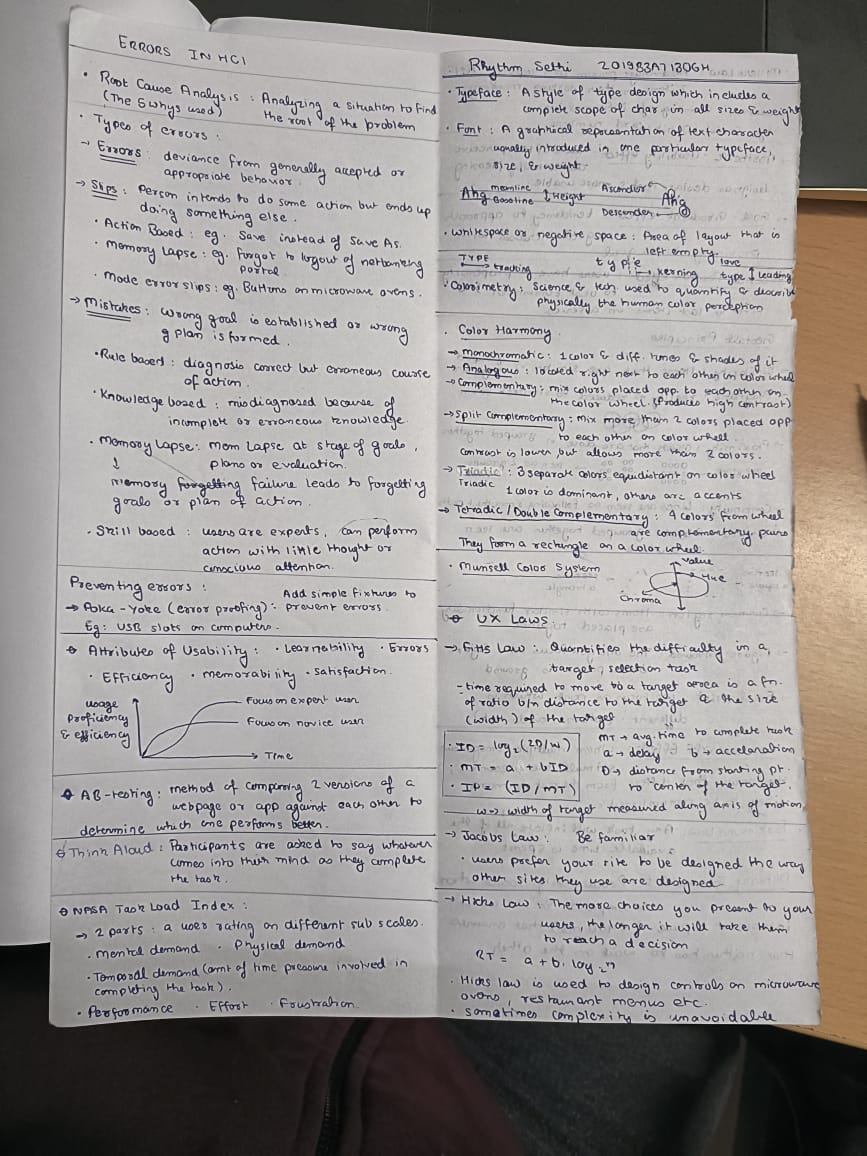 ERRORS IN HCI
• Root Cause Analysis : Analyzing a situation to find
(The 5 whys used) the root of the problem
• Types of errors :
→ Errors : deviance from generally accepted or
appropriate behavior
→ Slips : Person intends to do some action but ends up
doing something else.
• Action Based : eg. Save instead of Save As.
• Memory Lapse : eg. Forgot to logout of netbanking
portal
• Mode error slips : eg. Buttons on microwave ovens.
→ Mistakes : wrong goal is established or wrong
plan is formed.
• Rule based : diagnosis correct but erroneous course
of action.
• Knowledge based : misdiagnosed because of
incomplete or erroneous knowledge.
• Memory Lapse : mem lapse at stage of goals,
↓ plans or evaluation.
memory failure leads to forgetting
goals or plan of action.
• Skill based : users are experts, can perform
action with little thought or
conscious attention.
Preventing errors :
Add simple fixtures to
→ Poka-Yoke (error proofing) : prevent errors.
Eg: USB slots on computers.
Attributes of Usability : • Learnability • Errors
• Efficiency • memorability • satisfaction.
usage
proficiency
& efficiency
Focus on expert user
Focus on novice user
→ Time
AB-testing : method of comparing 2 versions of a
webpage or app against each other to
determine which one performs better.
Think Aloud : Participants are asked to say whatever
comes into their mind as they complete
the task.
NASA Task Load Index :
→ 2 parts : a user rating on different sub scales.
• mental demand • Physical demand
• Temporal demand (amt of time pressure involved in
completing the task).
• Performance • Effort • Frustration.
Rhythm Sethi 2019B3A7130GH
• Typeface : A style of type design which includes a
complete scope of char, in all sizes & weight
• Font : A graphical representation of text character
usually introduced in one particular typeface,
size, & weight.
Ahg meanline Baseline ↕ Height Ascender Descender Ahg
• Whitespace or negative space : Area of layout that is
left empty.
TYPE tracking type kerning love type ↕ Leading
• Colorimetry : Science & tech used to quantify & describe
physically the human color perception
• Color Harmony
→ monochromatic : 1 color & diff. tones & shades of it
→ Analogous : located right next to each other on color wheel
→ Complementary : mix colors placed opp. to each other on
the color wheel. (Produces high contrast)
→ Split Complementary : mix more than 2 colors placed opp
to each other on color wheel.
contrast is lower, but allows more than 2 colors.
→ Triadic : 3 separate colors equidistant on color wheel
Triadic 1 color is dominant, others are accents
→ Tetradic / Double Complementary : 4 colors from wheel
are complementary pairs
They form a rectangle on a color wheel.
• Munsell Color System
Value
Hue
Chroma
UX Laws
→ Fitts Law : Quantifies the difficulty in a
target selection task
= time required to move to a target area is a fn.
of ratio b/n distance to the target & the size
(width) of the target
• ID = log₂(2D/W)
• MT = a + bID
• IP = (ID/MT)
MT → avg. time to complete task
a → delay b → acceleration
D → distance from starting pt.
to center of the target.
W → width of target measured along axis of motion
→ Jacobs Law : Be familiar
• users prefer your site to be designed the way
other sites they use are designed
→ Hicks Law : The more choices you present to your
users, the longer it will take them
to reach a decision
RT = a + b. log₂n
• Hicks law is used to design controls on microwave
ovens, restaurant menus etc.
• sometimes complexity is unavoidable